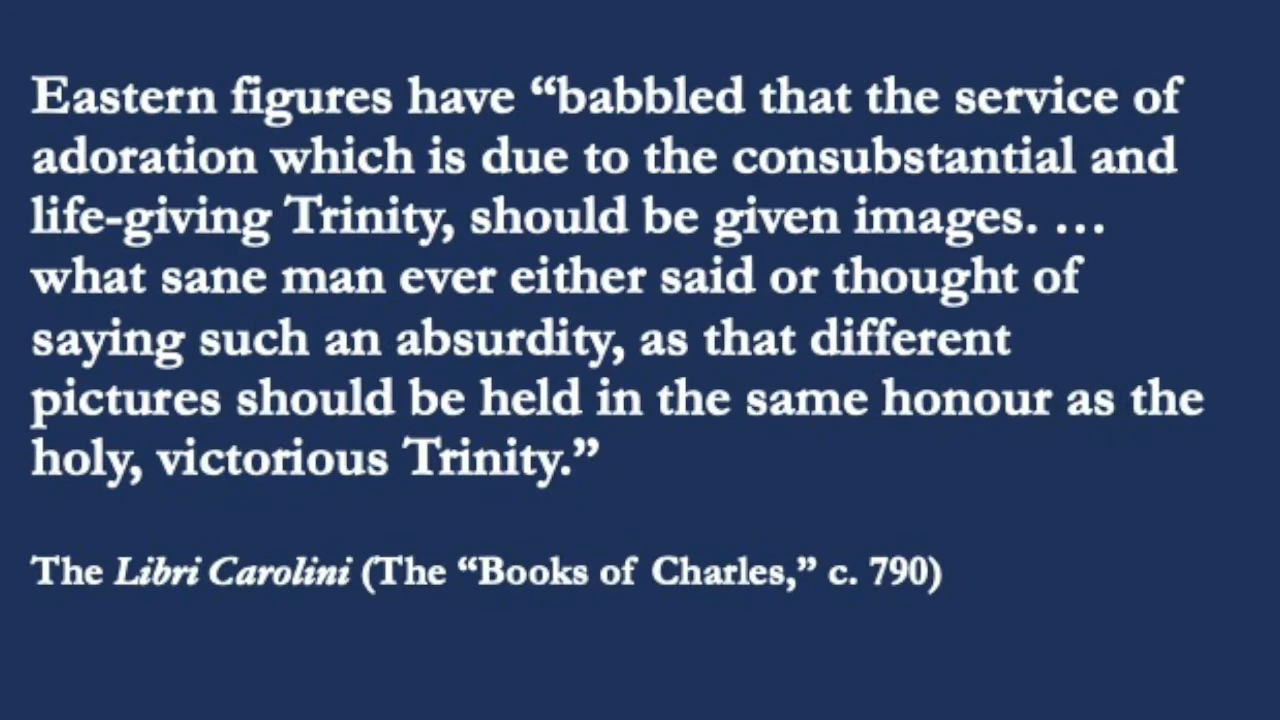 Eastern figures have “babbled that the service of
adoration which is due to the consubstantial and
life-giving Trinity, should be given images. …
what sane man ever either said or thought of
saying such an absurdity, as that different
pictures should be held in the same honour as the
holy, victorious Trinity.”
The Libri Carolini (The “Books of Charles,” c. 790)